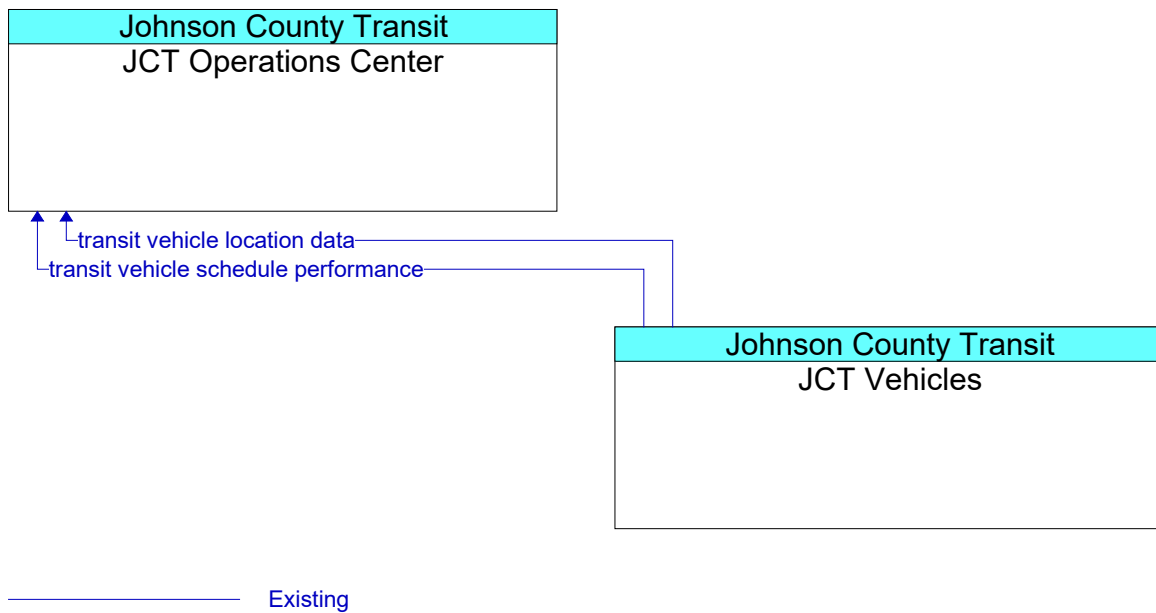 Johnson County Transit
JCT Operations Center
transit vehicle location data
transit vehicle schedule performance
Johnson County Transit
JCT Vehicles
Existing